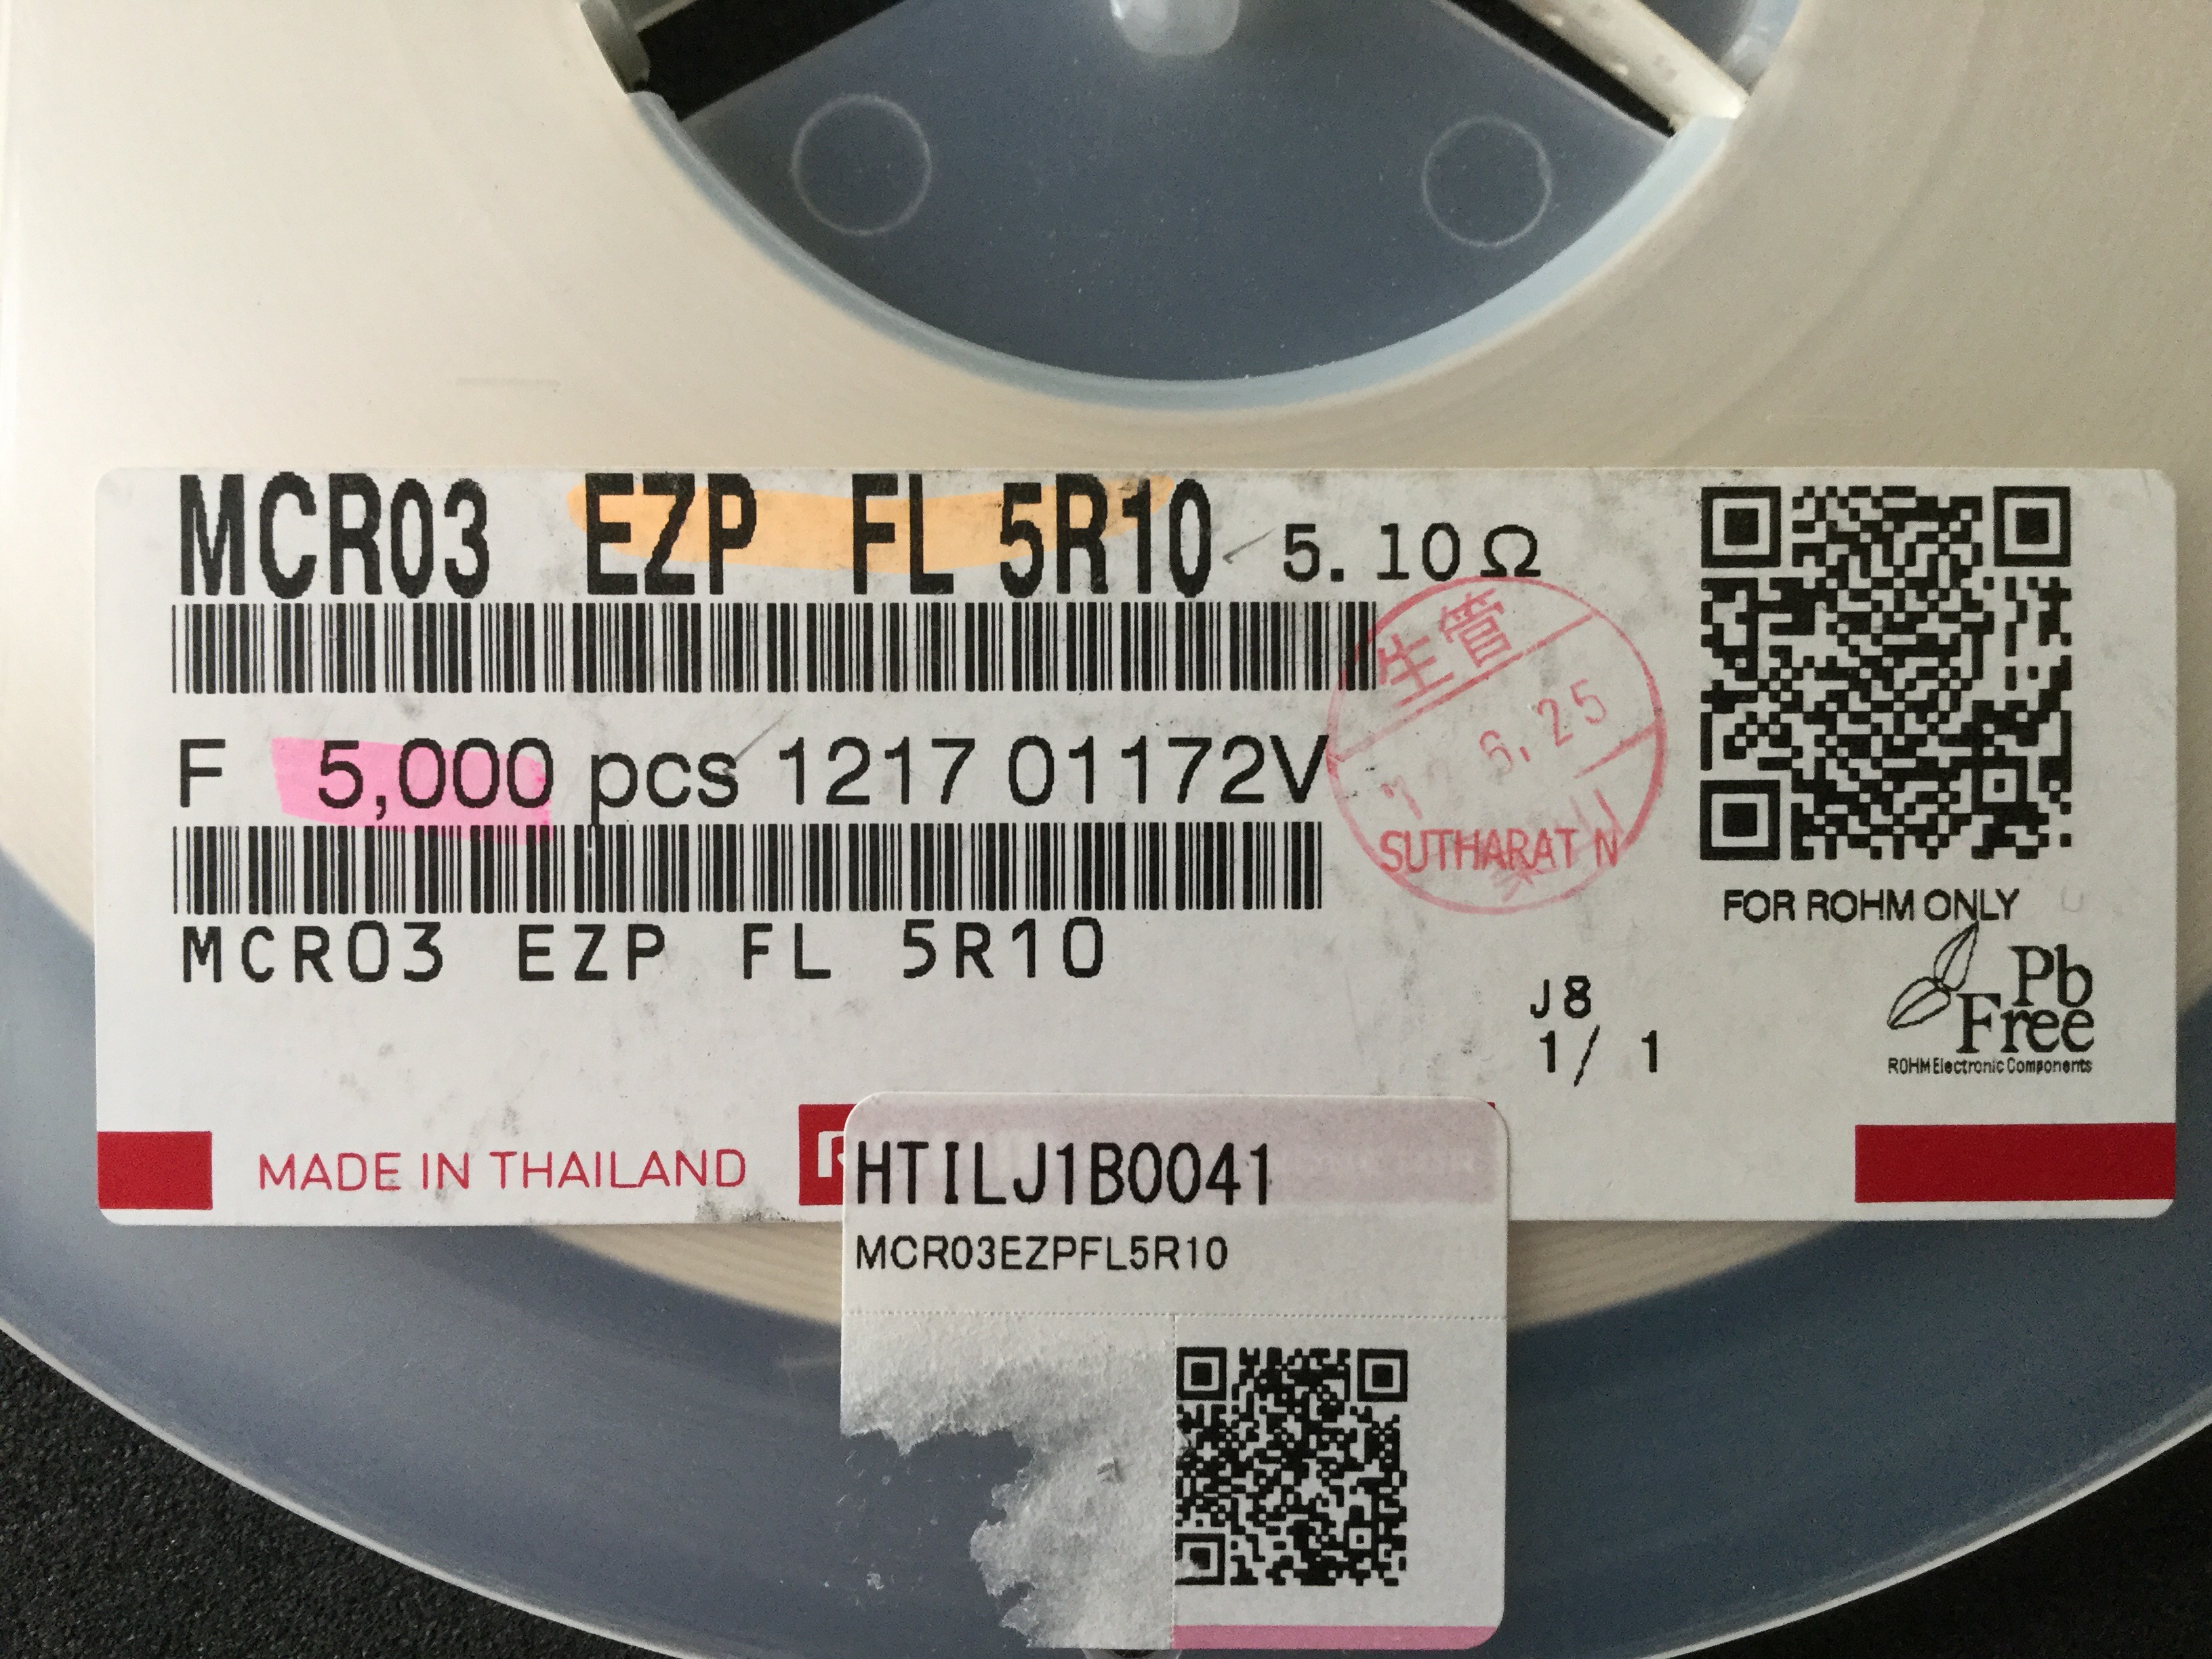 MCR03 EZP FL 5R10 5.10Ω
生管
6.25
F 5,000 pcs 1217 01172V
SUTHARAT N
FOR ROHM ONLY
MCR03 EZP FL 5R10
J8
1/ 1
Pb
Free
ROHM Electronic Components
MADE IN THAILAND
HTILJ1B0041
MCR03EZPFL5R10